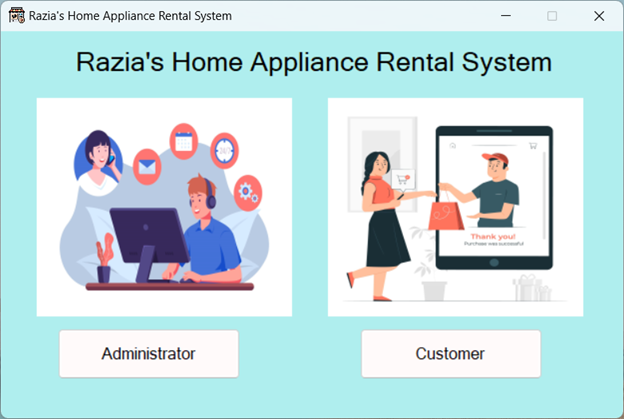 Razia's Home Appliance Rental System
Razia's Home Appliance Rental System
Thank you!
Purchase was successful
Administrator
Customer